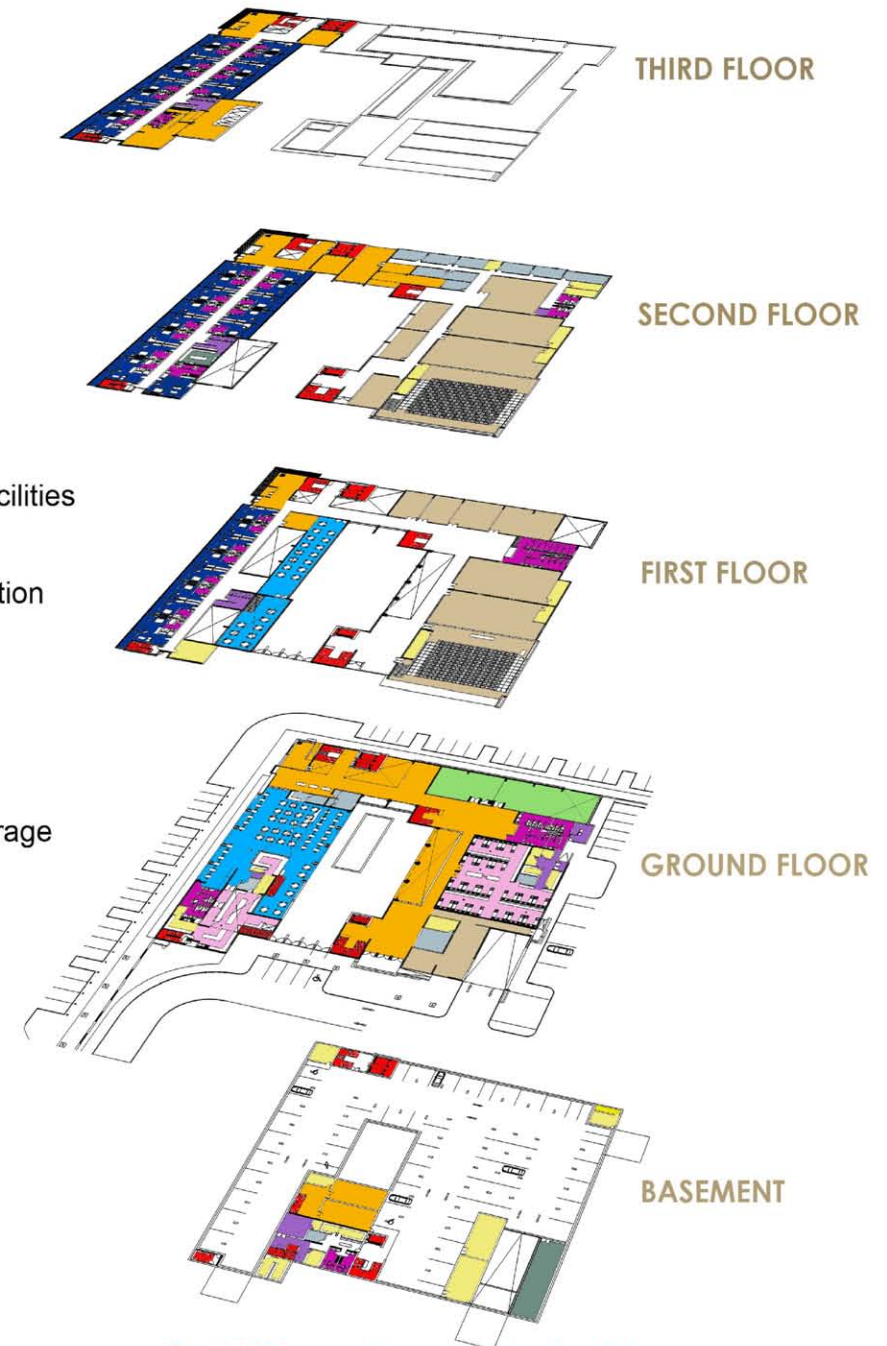 THIRD FLOOR
SECOND FLOOR
cilities
FIRST FLOOR
tion
rage
GROUND FLOOR
BASEMENT